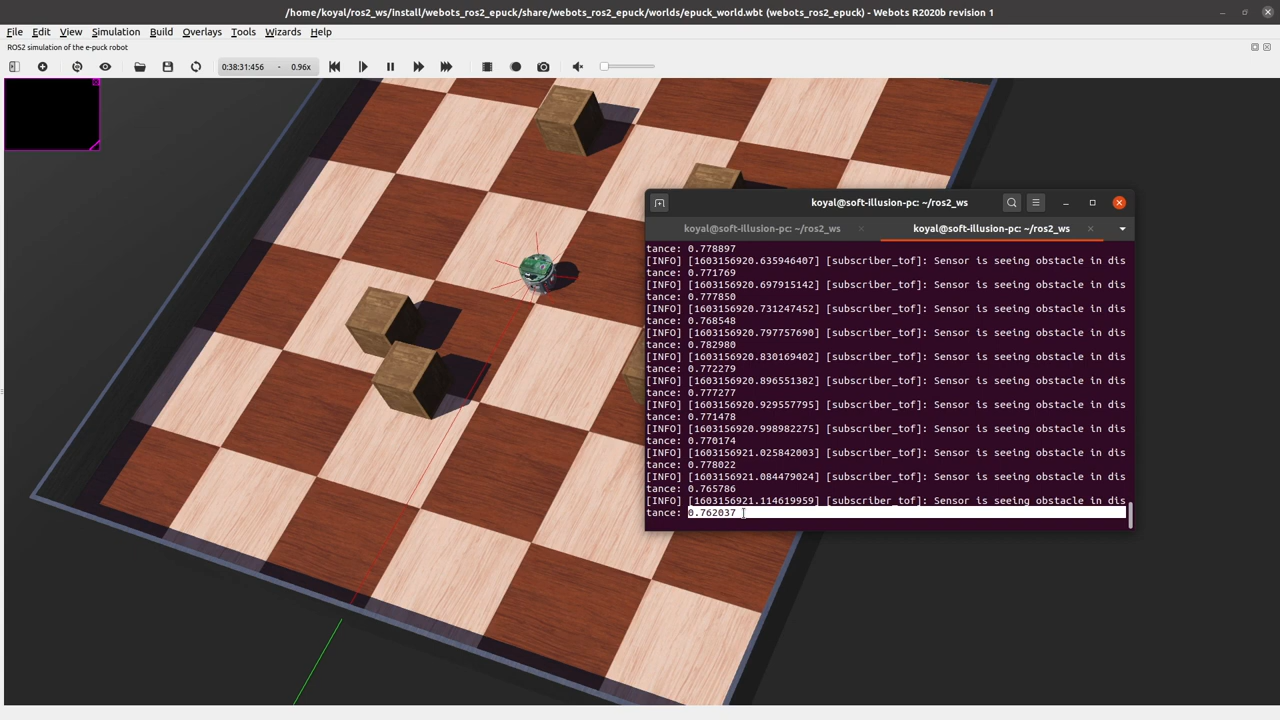 /home/koyal/ros2_ws/install/webots_ros2_epuck/share/webots_ros2_epuck/worlds/epuck_world.wbt (webots_ros2_epuck) - Webots R2020b revision 1
File Edit View Simulation Build Overlays Tools Wizards Help
ROS2 simulation of the e-puck robot
0:38:31:456 - 0.96x
koyal@soft-illusion-pc: ~/ros2_ws
koyal@soft-illusion-pc: ~/ros2_ws koyal@soft-illusion-pc: ~/ros2_ws
tance: 0.778897
[INFO] [1603156920.635946407] [subscriber_tof]: Sensor is seeing obstacle in dis
tance: 0.771769
[INFO] [1603156920.697915142] [subscriber_tof]: Sensor is seeing obstacle in dis
tance: 0.777850
[INFO] [1603156920.731247452] [subscriber_tof]: Sensor is seeing obstacle in dis
tance: 0.768548
[INFO] [1603156920.797757690] [subscriber_tof]: Sensor is seeing obstacle in dis
tance: 0.782980
[INFO] [1603156920.830169402] [subscriber_tof]: Sensor is seeing obstacle in dis
tance: 0.772279
[INFO] [1603156920.896551382] [subscriber_tof]: Sensor is seeing obstacle in dis
tance: 0.777277
[INFO] [1603156920.929557795] [subscriber_tof]: Sensor is seeing obstacle in dis
tance: 0.771478
[INFO] [1603156920.998982275] [subscriber_tof]: Sensor is seeing obstacle in dis
tance: 0.770174
[INFO] [1603156921.025842003] [subscriber_tof]: Sensor is seeing obstacle in dis
tance: 0.778022
[INFO] [1603156921.084479024] [subscriber_tof]: Sensor is seeing obstacle in dis
tance: 0.765786
[INFO] [1603156921.114619959] [subscriber_tof]: Sensor is seeing obstacle in dis
tance: 0.762037